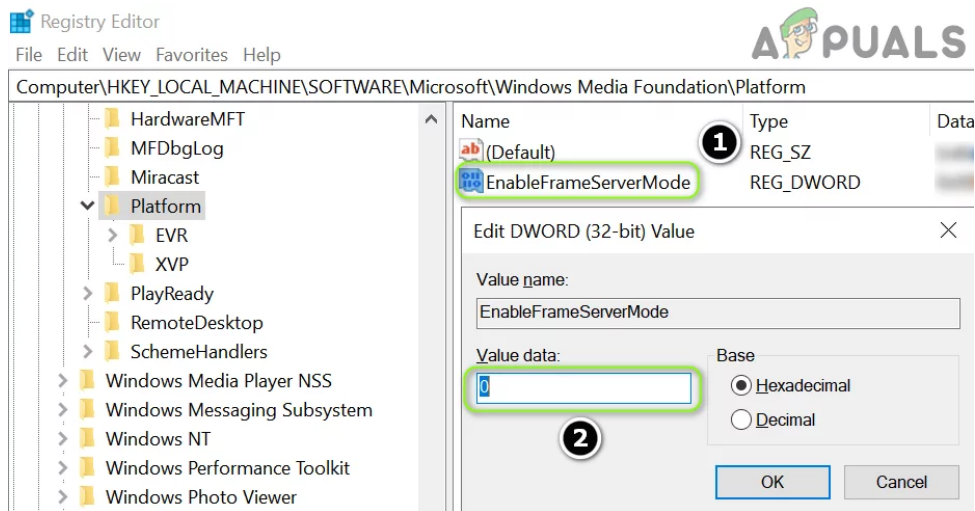 Registry Editor
APPUALS
File Edit View Favorites Help
Computer\HKEY_LOCAL_MACHINE\SOFTWARE\Microsoft\Windows Media Foundation\Platform
HardwareMFT
MFDbgLog
Miracast
Platform
EVR
XVP
PlayReady
RemoteDesktop
SchemeHandlers
Windows Media Player NSS
Windows Messaging Subsystem
Windows NT
Windows Performance Toolkit
Windows Photo Viewer
Name Type Data
1
ab (Default) REG_SZ
EnableFrameServerMode REG_DWORD
Edit DWORD (32-bit) Value
Value name:
EnableFrameServerMode
Value data:
0
2
Base
Hexadecimal
Decimal
OK Cancel